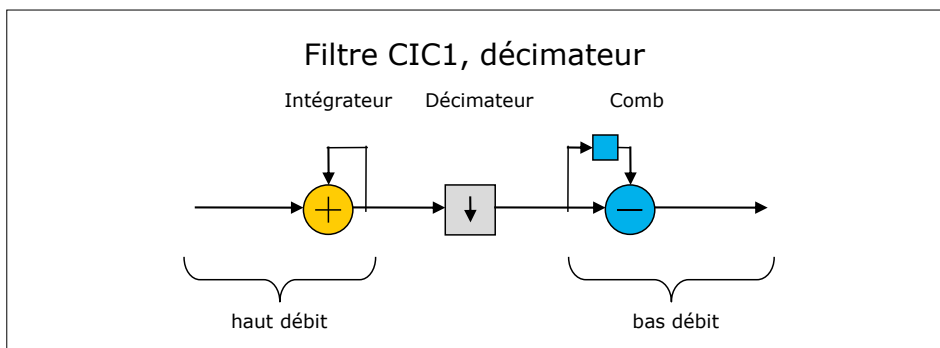 Filtre CIC1, décimateur
Intégrateur Décimateur Comb
haut débit bas débit